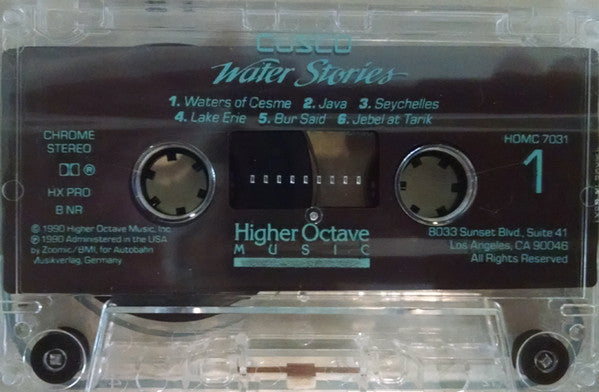 CUSCO
Water Stories
1. Waters of Cesme 2. Java 3. Seychelles
4. Lake Erie 5. Bur Said 6. Jebel at Tarik
CHROME
STEREO
HX PRO
B NR
HOMC 7031
1
© 1990 Higher Octave Music, Inc.
℗ 1990 Administered in the USA
by Zoomic/BMI, for Autobahn
Musikverlag, Germany
Higher Octave
MUSIC
8033 Sunset Blvd., Suite 41
Los Angeles, CA 90046
All Rights Reserved